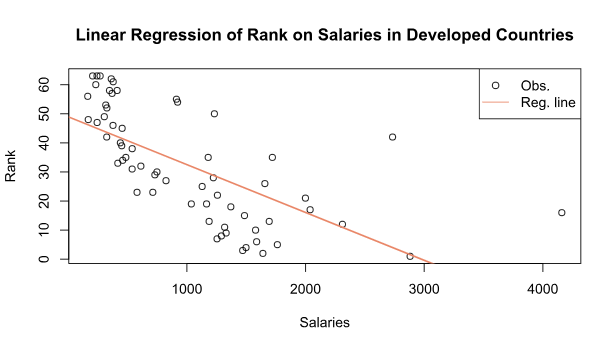 Linear Regression of Rank on Salaries in Developed Countries
Obs.
Reg. line
Rank
60
50
40
30
20
10
0
1000 2000 3000 4000
Salaries